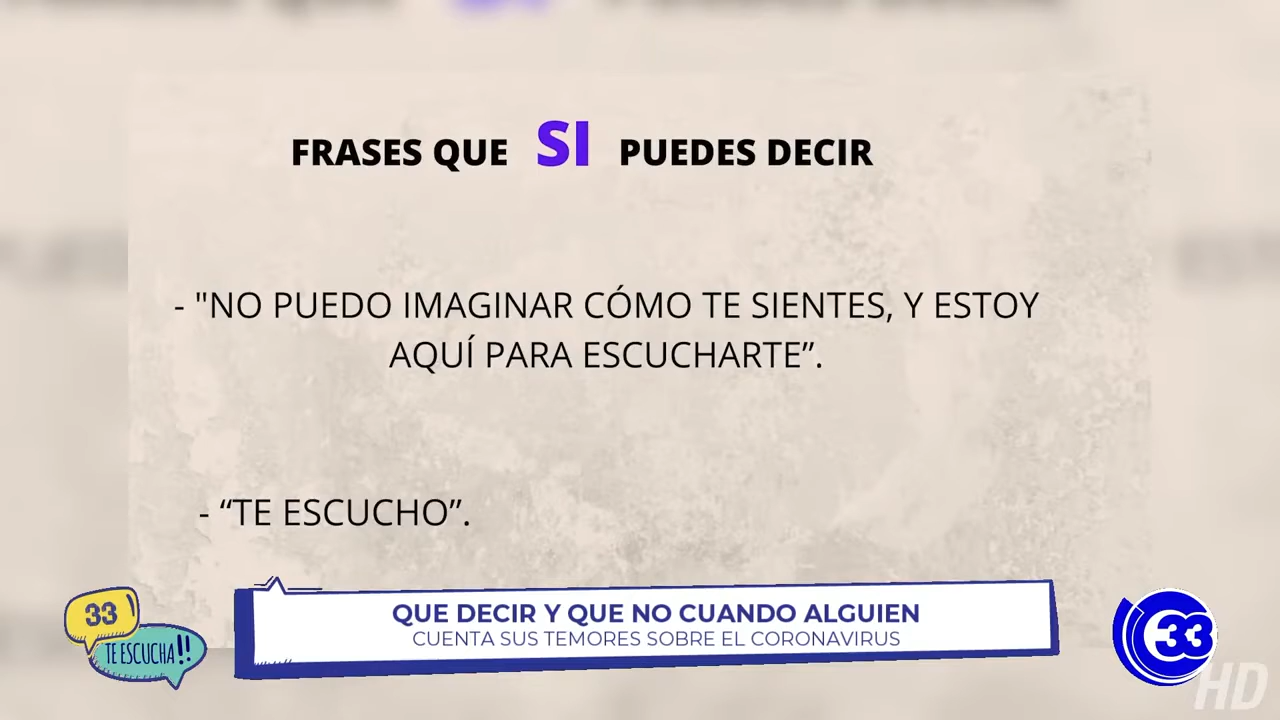 FRASES QUE SI PUEDES DECIR
- "NO PUEDO IMAGINAR CÓMO TE SIENTES, Y ESTOY
AQUÍ PARA ESCUCHARTE”.
- “TE ESCUCHO”.
QUE DECIR Y QUE NO CUANDO ALGUIEN
CUENTA SUS TEMORES SOBRE EL CORONAVIRUS
33
TE ESCUCHA!!
33
HD